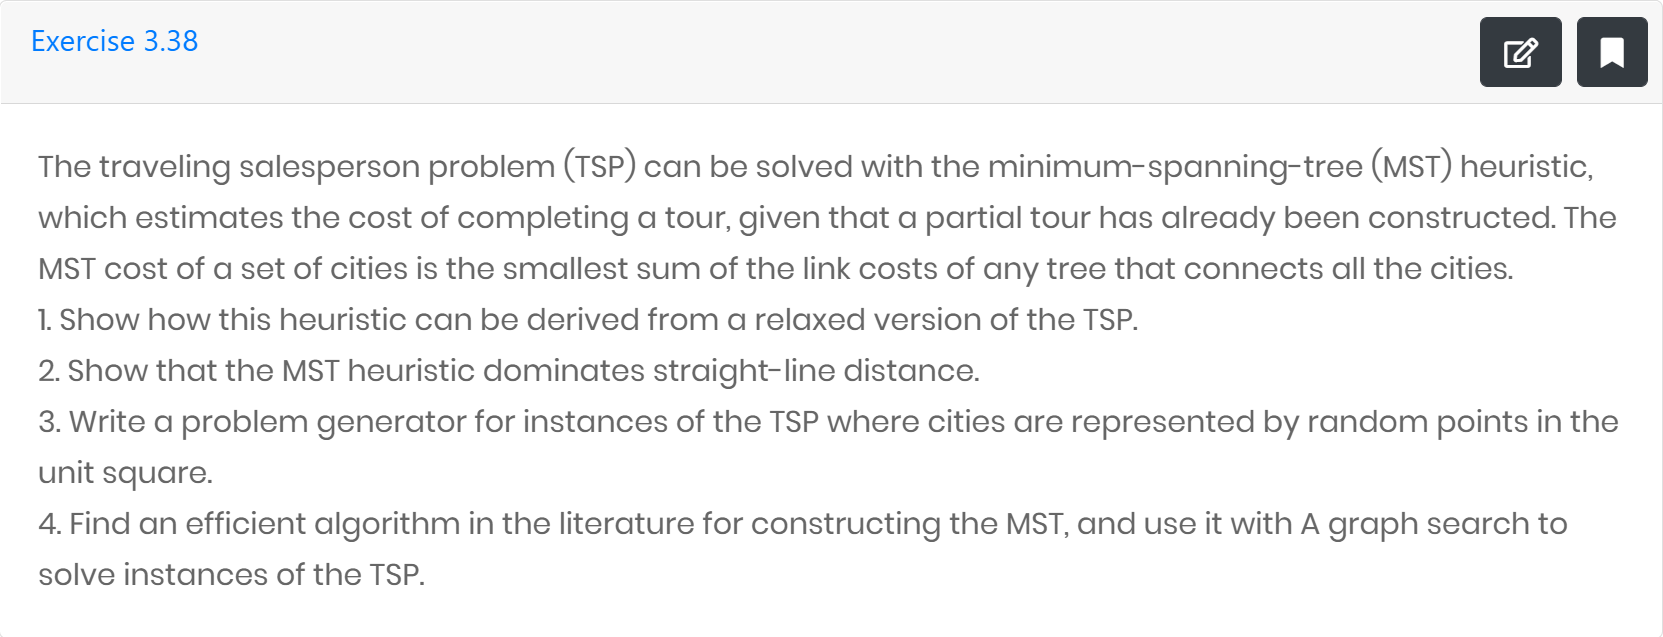 Exercise 3.38
The traveling salesperson problem (TSP) can be solved with the minimum-spanning-tree (MST) heuristic,
which estimates the cost of completing a tour, given that a partial tour has already been constructed. The
MST cost of a set of cities is the smallest sum of the link costs of any tree that connects all the cities.
1. Show how this heuristic can be derived from a relaxed version of the TSP.
2. Show that the MST heuristic dominates straight-line distance.
3. Write a problem generator for instances of the TSP where cities are represented by random points in the
unit square.
4. Find an efficient algorithm in the literature for constructing the MST, and use it with A graph search to
solve instances of the TSP.